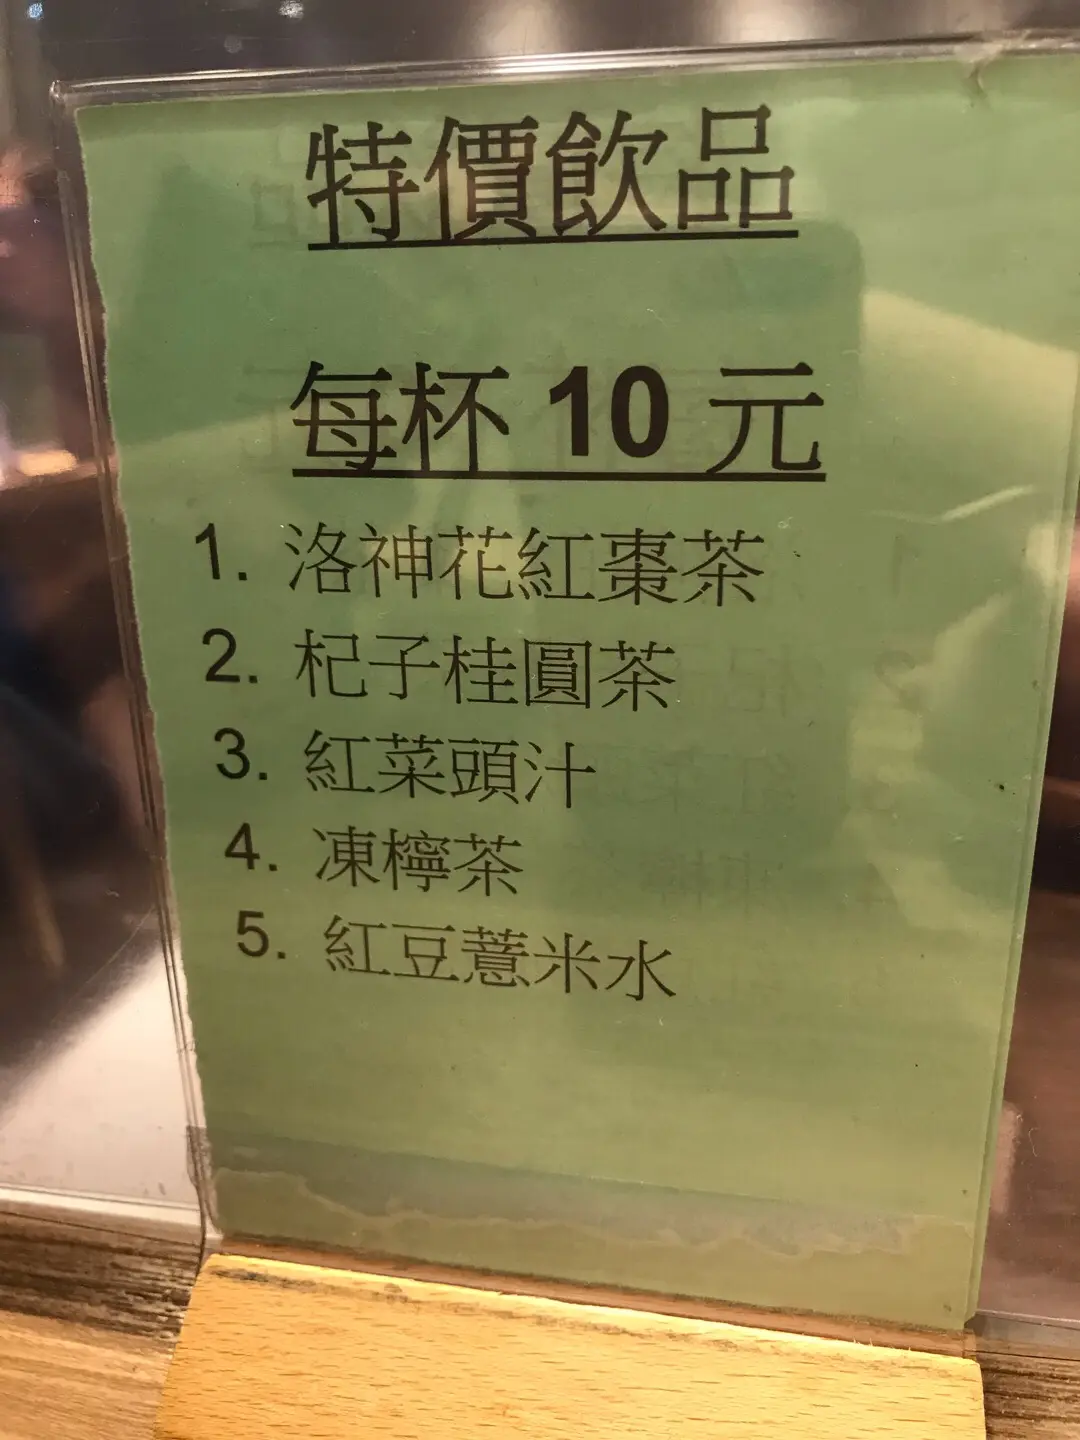 特價飲品
每杯 10 元
1. 洛神花紅棗茶
2. 杞子桂圓茶
3. 紅菜頭汁
4. 凍檸茶
5. 紅豆薏米水